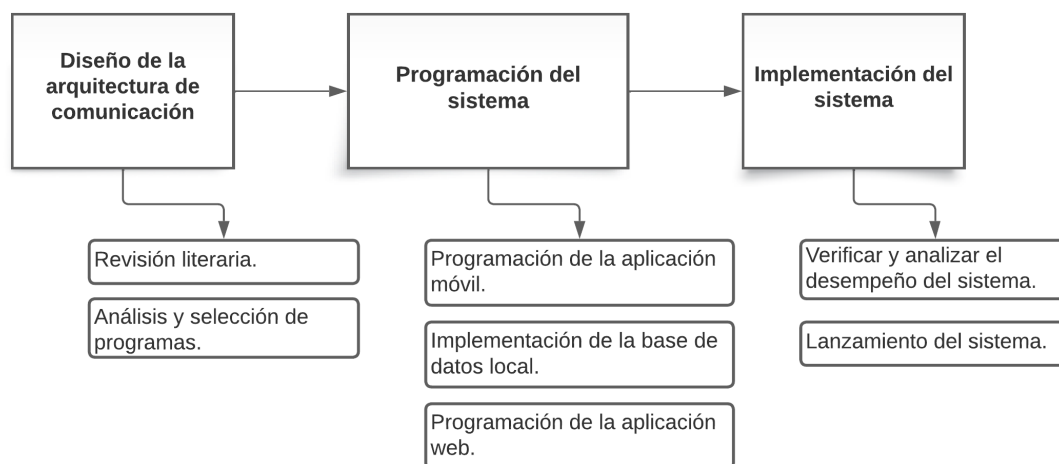 Diseño de la
arquitectura de
comunicación
Programación del
sistema
Implementación del
sistema
Revisión literaria.
Análisis y selección de
programas.
Programación de la aplicación
móvil.
Implementación de la base de
datos local.
Programación de la aplicación
web.
Verificar y analizar el
desempeño del sistema.
Lanzamiento del sistema.